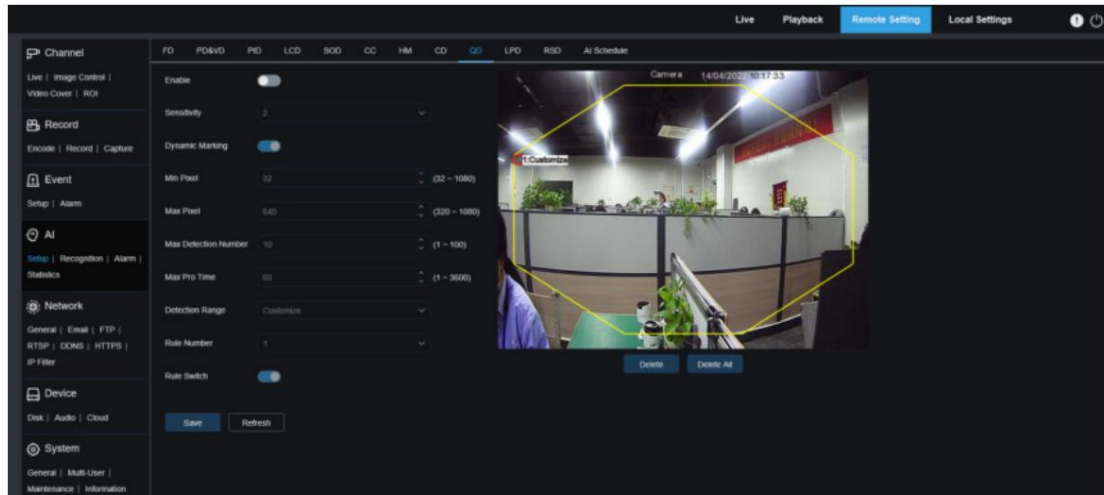 Live Playback Remote Setting Local Settings
Channel
Live | Image Control |
Video Cover | ROI
Record
Encode | Record | Capture
Event
Setup | Alarm
AI
Setup | Recognition | Alarm |
Statistics
Network
General | Email | FTP |
RTSP | DDNS | HTTPS |
IP Filter
Device
Disk | Audio | Cloud
System
General | Multi-User |
Maintenance | Information
FD PD&VD PID LCD SOD CC HM CD QD LPD RSD AI Schedule
Enable
Sensitivity 2
Dynamic Marking
Min Pixel 32 (32 ~ 1080)
Max Pixel 640 (320 ~ 1080)
Max Detection Number 10 (1 ~ 100)
Max Pro Time 60 (1 ~ 3600)
Detection Range Customize
Rule Number 1
Rule Switch
Save Refresh
Camera 14/04/2022 10:17:33
1:Customize
Delete Delete All